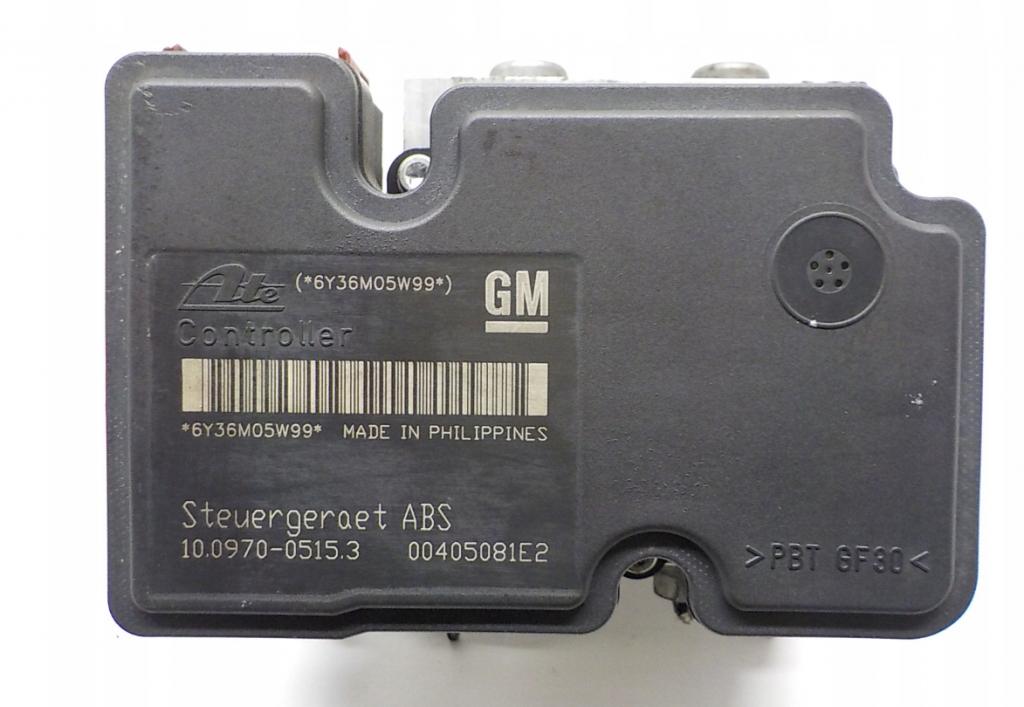 Ate (*6Y36M05W99*) GM
Controller
*6Y36M05W99* MADE IN PHILIPPINES
Steuergeraet ABS
10.0970-0515.3 00405081E2
>PBT GF30<